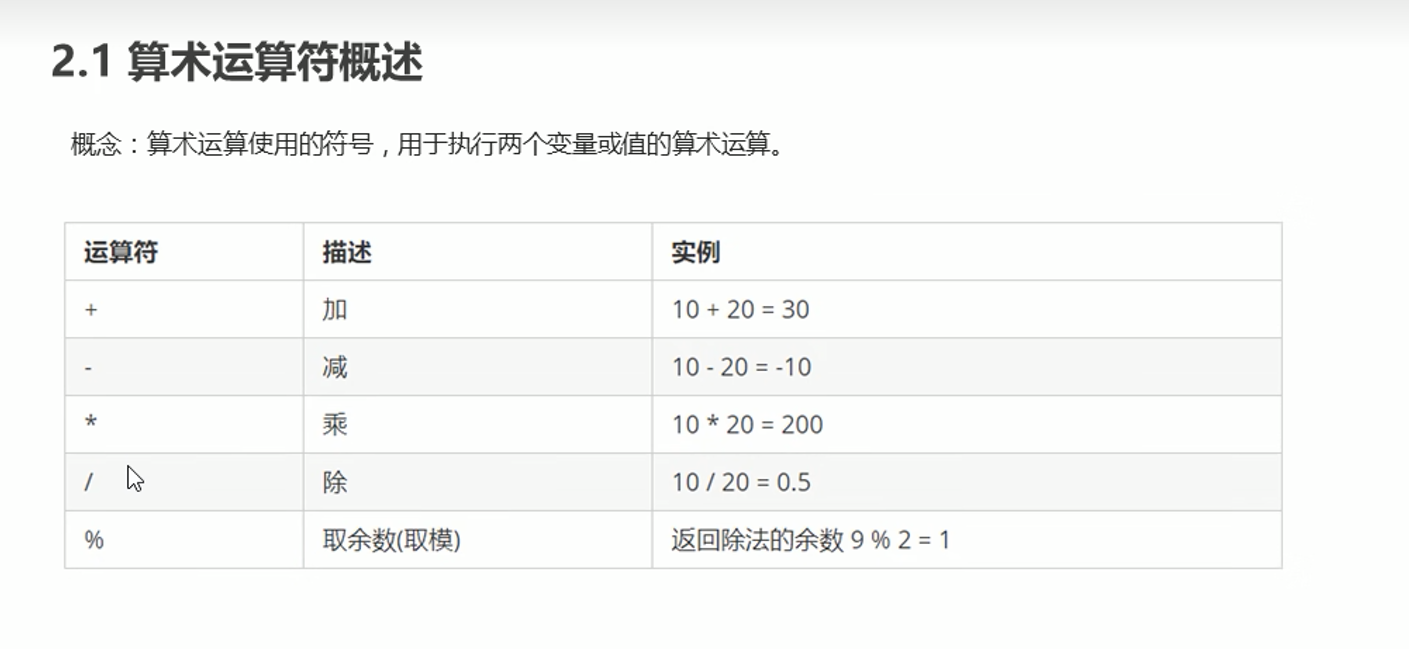 2.1 算术运算符概述
概念：算术运算使用的符号，用于执行两个变量或值的算术运算。
运算符 描述 实例
+ 加 10 + 20 = 30
- 减 10 - 20 = -10
* 乘 10 * 20 = 200
/ 除 10 / 20 = 0.5
% 取余数(取模) 返回除法的余数 9 % 2 = 1